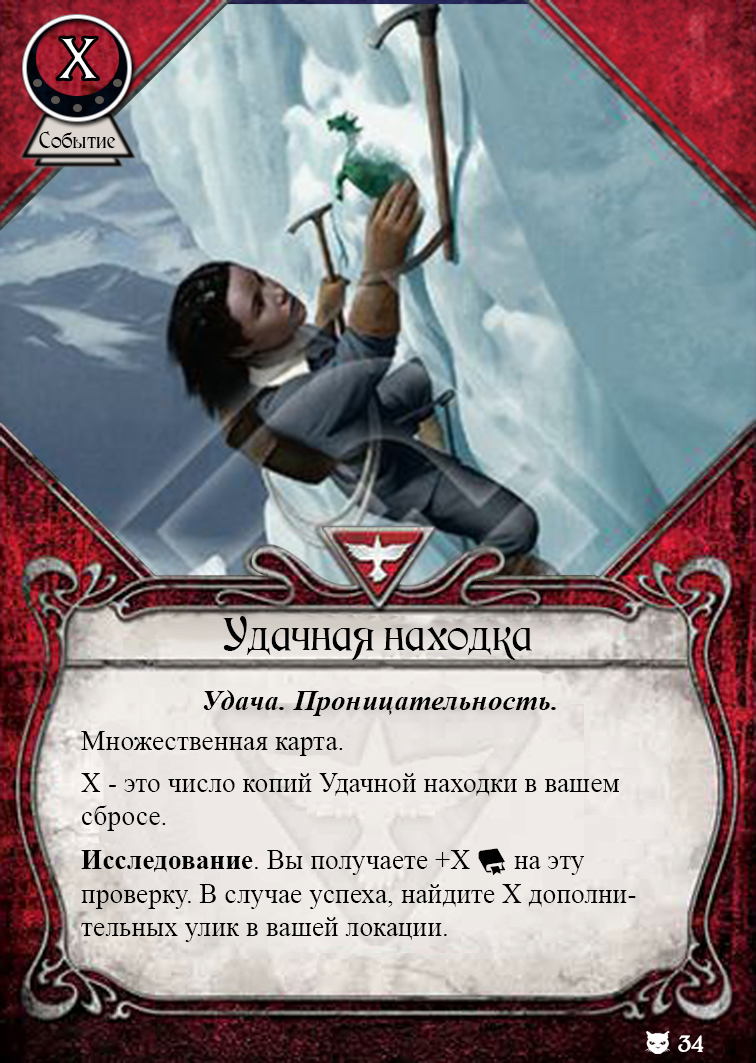 X
Событие
Удачная находка
Удача. Проницательность.
Множественная карта.
X - это число копий Удачной находки в вашем
сбросе.
Исследование. Вы получаете +X на эту
проверку. В случае успеха, найдите X дополни-
тельных улик в вашей локации.
34